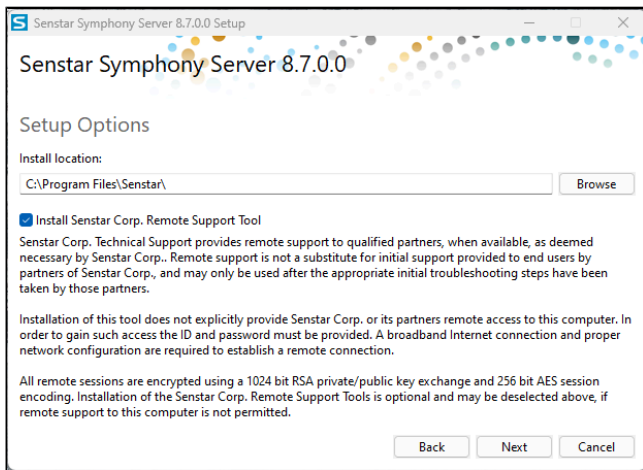 Senstar Symphony Server 8.7.0.0 Setup
Senstar Symphony Server 8.7.0.0
Setup Options
Install location:
C:\Program Files\Senstar\
Browse
Install Senstar Corp. Remote Support Tool
Senstar Corp. Technical Support provides remote support to qualified partners, when available, as deemed
necessary by Senstar Corp.. Remote support is not a substitute for initial support provided to end users by
partners of Senstar Corp., and may only be used after the appropriate initial troubleshooting steps have been
taken by those partners.
Installation of this tool does not explicitly provide Senstar Corp. or its partners remote access to this computer. In
order to gain such access the ID and password must be provided. A broadband Internet connection and proper
network configuration are required to establish a remote connection.
All remote sessions are encrypted using a 1024 bit RSA private/public key exchange and 256 bit AES session
encoding. Installation of the Senstar Corp. Remote Support Tools is optional and may be deselected above, if
remote support to this computer is not permitted.
Back
Next
Cancel